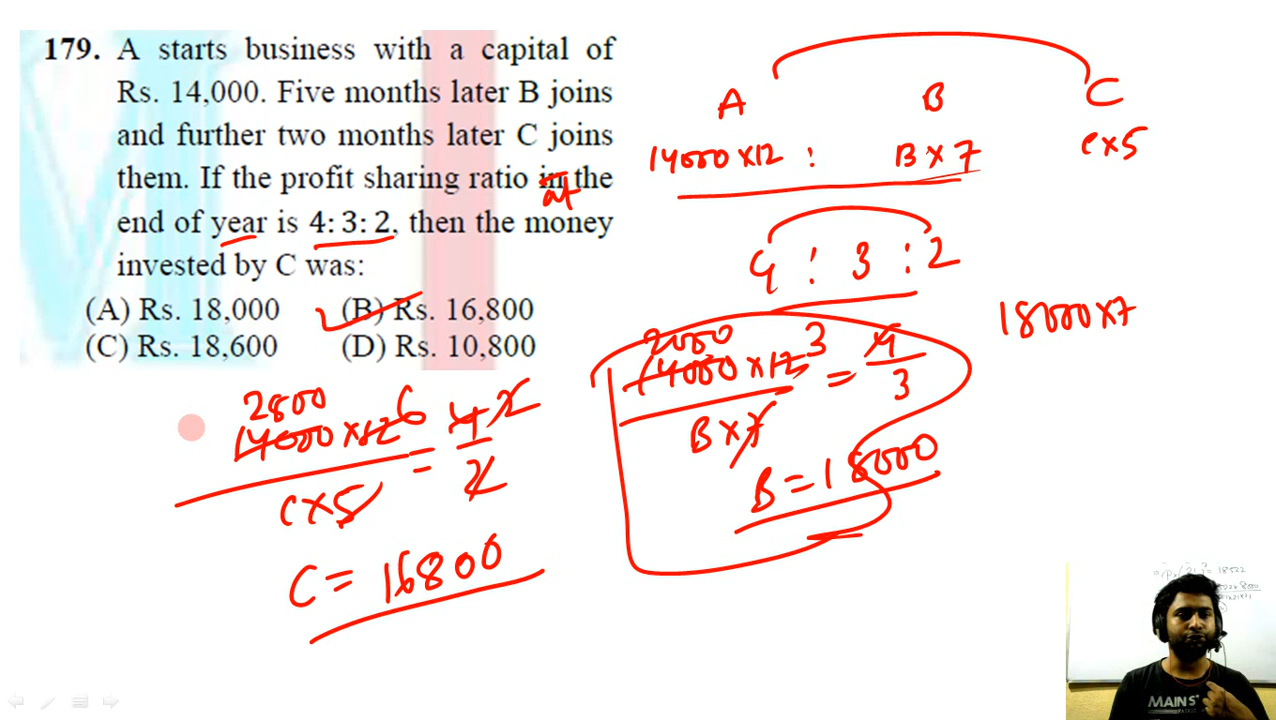 179. A starts business with a capital of
Rs. 14,000. Five months later B joins
and further two months later C joins
them. If the profit sharing ratio in the
at
end of year is 4: 3: 2, then the money
invested by C was:
(A) Rs. 18,000 (B) Rs. 16,800
(C) Rs. 18,600 (D) Rs. 10,800
A B C
14000 × 12 : B × 7 C × 5
4 : 3 : 2
18000 × 7
2000 3
14000 × 12 = 4
B × 7 3
B = 18000
2800 6 2
14000 × 12 = 4
C × 5 2
C = 16800
MAINS